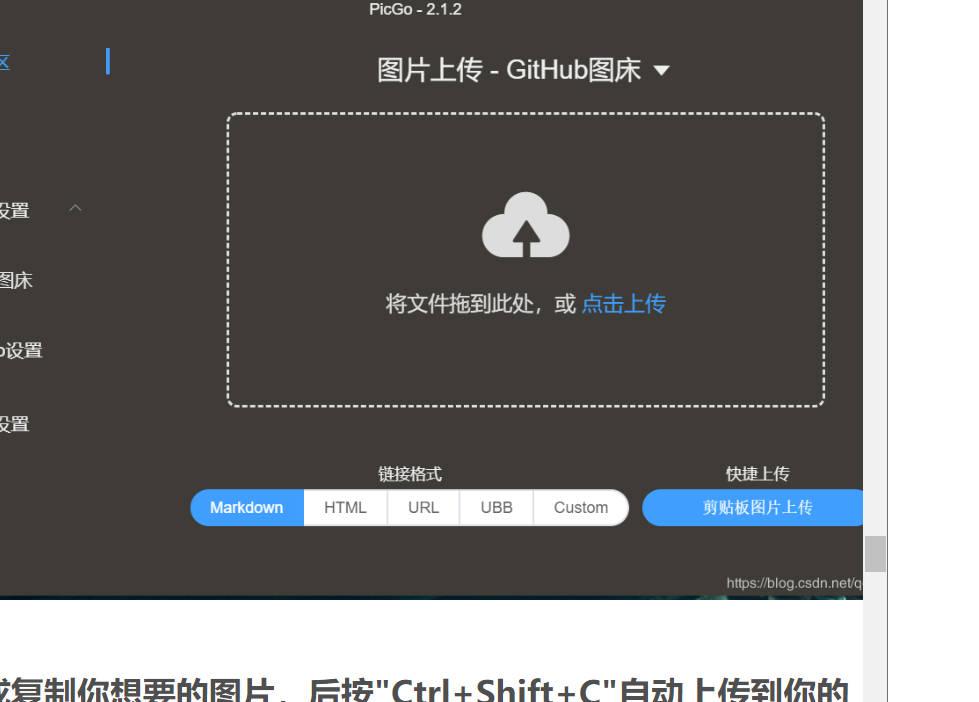 PicGo - 2.1.2
区
图片上传 - GitHub图床
设置
图床
将文件拖到此处，或 点击上传
设置
设置
链接格式
快捷上传
Markdown HTML URL UBB Custom
剪贴板图片上传
https://blog.csdn.net/q
复制你想要的图片，后按"Ctrl+Shift+C"自动上传到你的